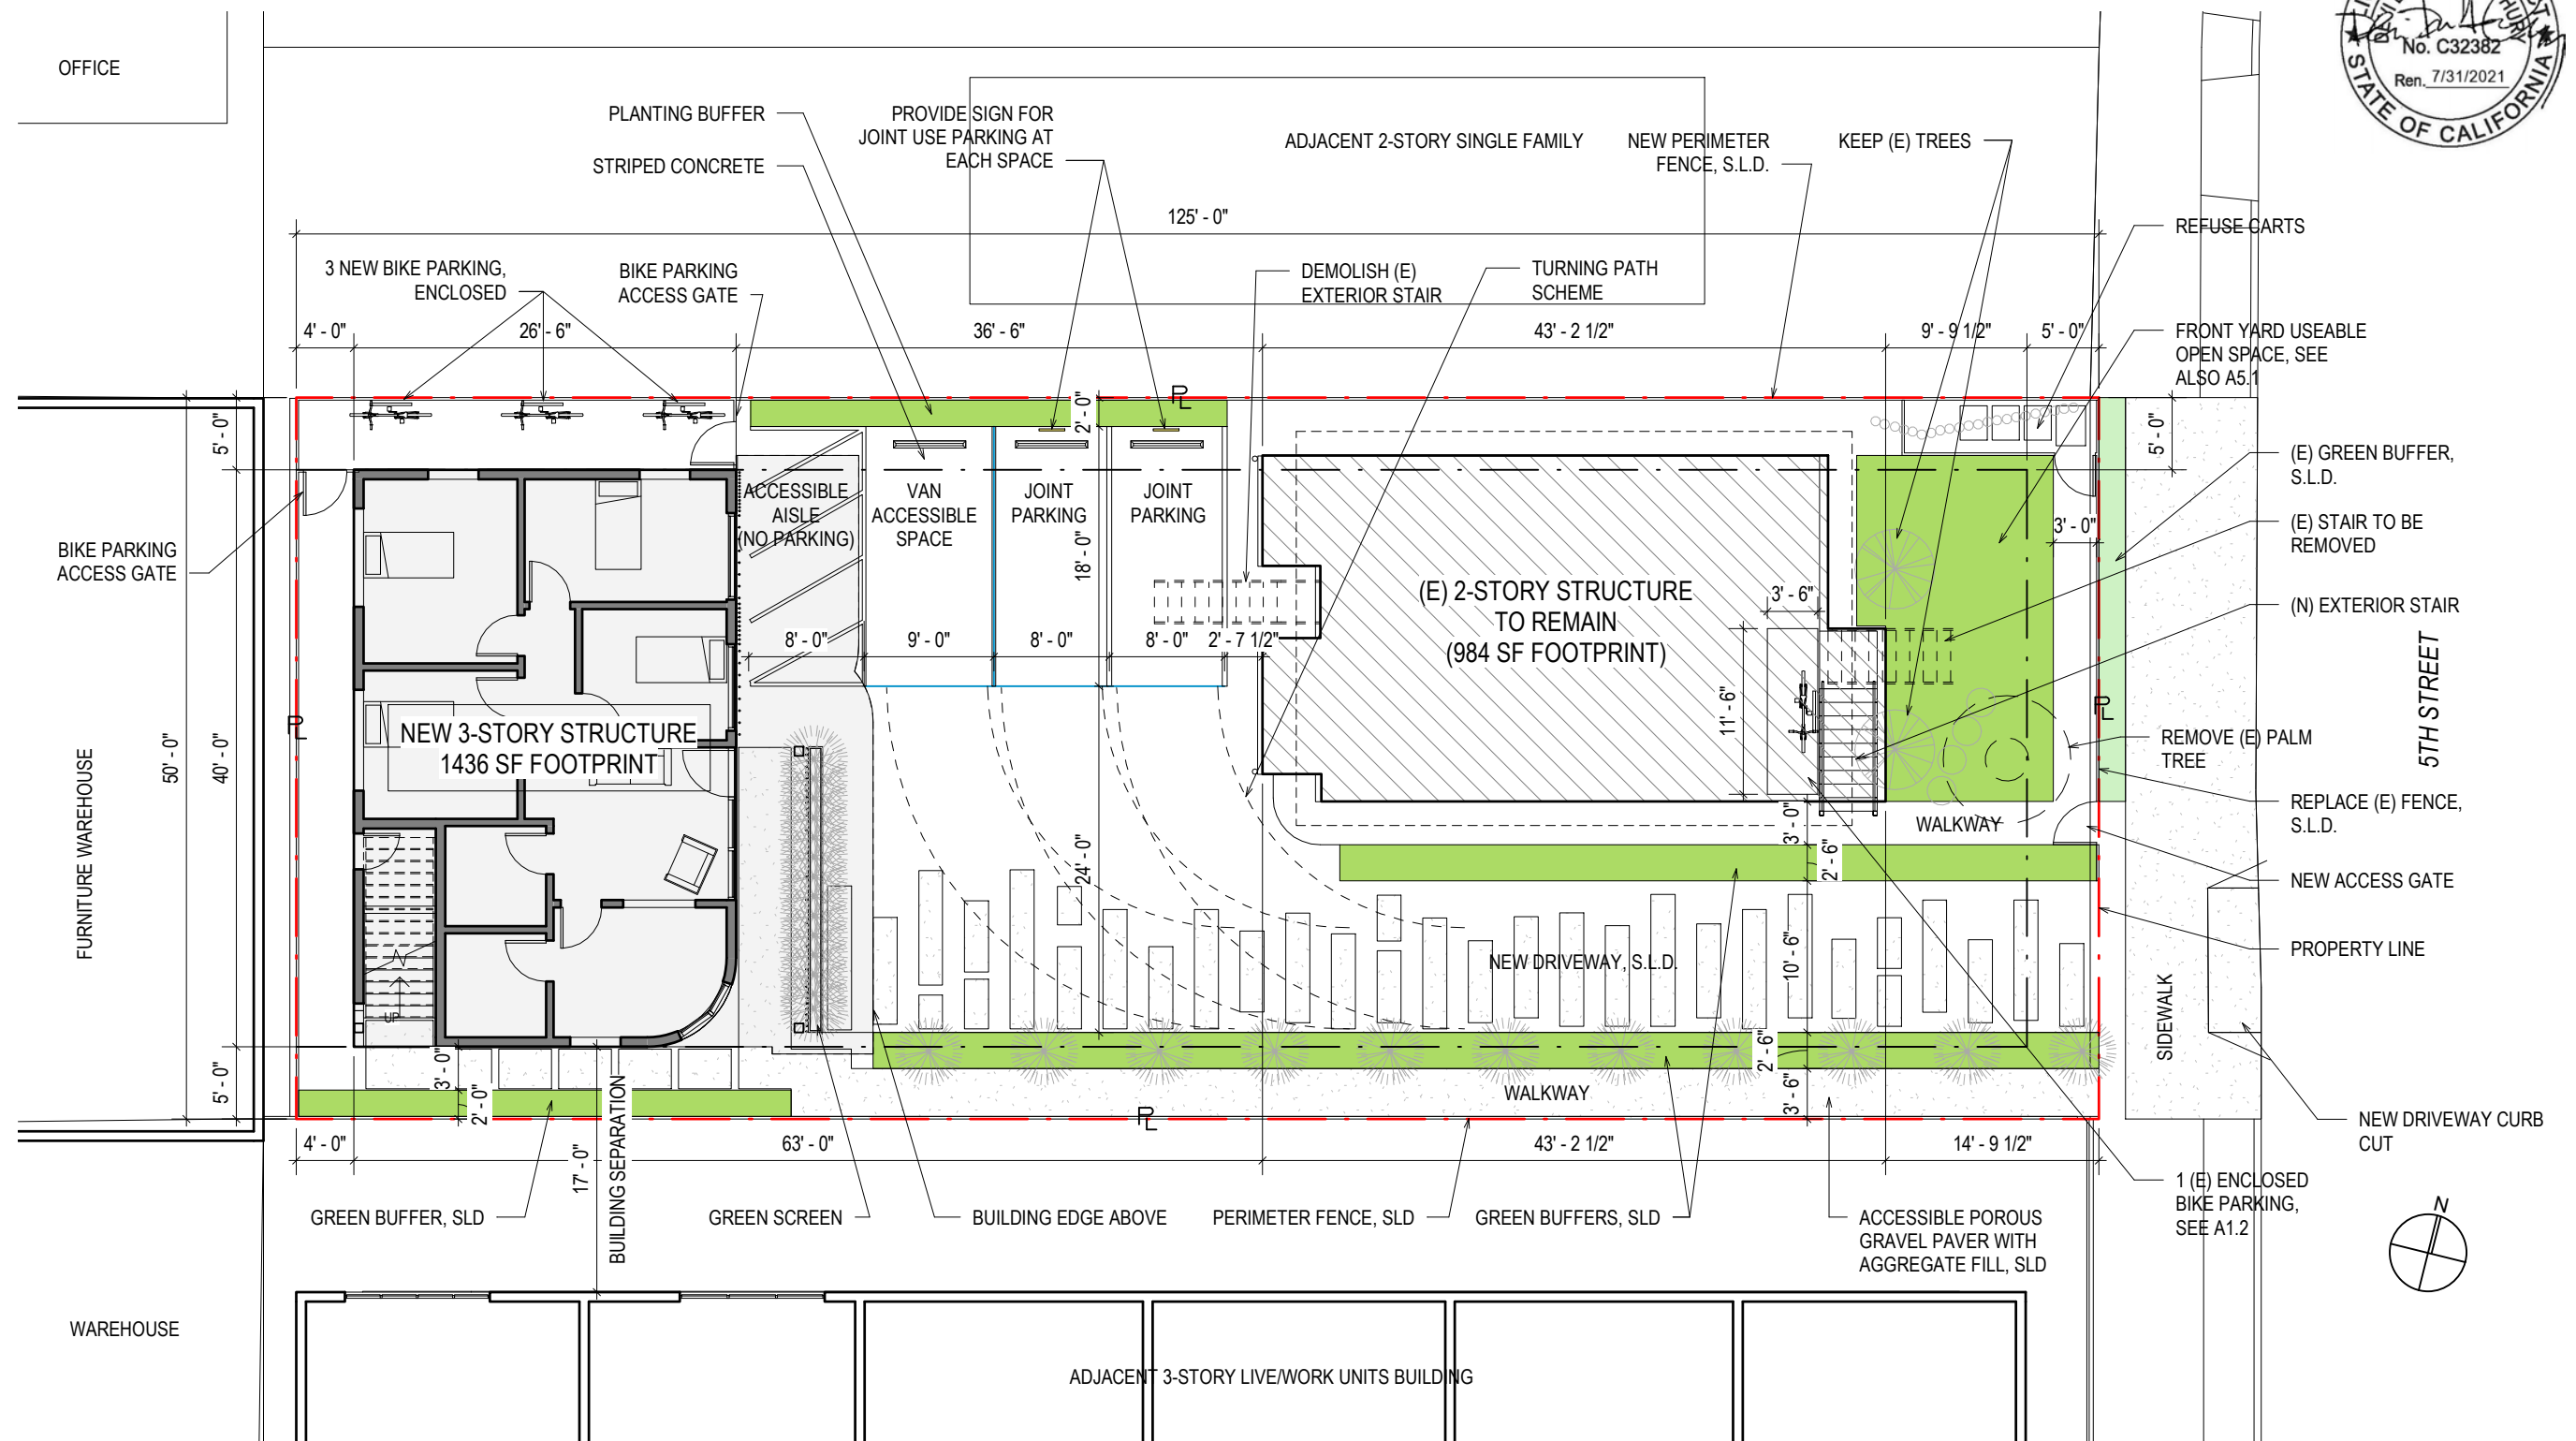 OFFICE
No. C32382
Ren. 7/31/2021
STATE OF CALIFORNIA
PLANTING BUFFER
STRIPED CONCRETE
PROVIDE SIGN FOR
JOINT USE PARKING AT
EACH SPACE
ADJACENT 2-STORY SINGLE FAMILY
NEW PERIMETER
FENCE, S.L.D.
KEEP (E) TREES
125' - 0"
REFUSE CARTS
3 NEW BIKE PARKING,
ENCLOSED
BIKE PARKING
ACCESS GATE
DEMOLISH (E)
EXTERIOR STAIR
TURNING PATH
SCHEME
4' - 0"
26' - 6"
36' - 6"
43' - 2 1/2"
9' - 9 1/2"
5' - 0"
FRONT YARD USEABLE
OPEN SPACE, SEE
ALSO A5.1
PL
5' - 0"
2' - 0"
5' - 0"
(E) GREEN BUFFER,
S.L.D.
ACCESSIBLE
AISLE
(NO PARKING)
VAN
ACCESSIBLE
SPACE
JOINT
PARKING
JOINT
PARKING
18' - 0"
3' - 0"
(E) STAIR TO BE
REMOVED
BIKE PARKING
ACCESS GATE
(E) 2-STORY STRUCTURE
TO REMAIN
(984 SF FOOTPRINT)
3' - 6"
(N) EXTERIOR STAIR
8' - 0"
9' - 0"
8' - 0"
8' - 0"
2' - 7 1/2"
11' - 6"
5TH STREET
PL
PL
NEW 3-STORY STRUCTURE
1436 SF FOOTPRINT
REMOVE (E) PALM
TREE
50' - 0"
40' - 0"
FURNITURE WAREHOUSE
REPLACE (E) FENCE,
S.L.D.
WALKWAY
3' - 0"
2' - 6"
24' - 0"
NEW ACCESS GATE
NEW DRIVEWAY, S.L.D.
10' - 6"
PROPERTY LINE
SIDEWALK
UP
5' - 0"
3' - 0"
2' - 0"
2' - 6"
3' - 6"
WALKWAY
PL
NEW DRIVEWAY CURB
CUT
4' - 0"
63' - 0"
43' - 2 1/2"
14' - 9 1/2"
17' - 0"
BUILDING SEPARATION
1 (E) ENCLOSED
BIKE PARKING,
SEE A1.2
GREEN BUFFER, SLD
GREEN SCREEN
BUILDING EDGE ABOVE
PERIMETER FENCE, SLD
GREEN BUFFERS, SLD
ACCESSIBLE POROUS
GRAVEL PAVER WITH
AGGREGATE FILL, SLD
N
WAREHOUSE
ADJACENT 3-STORY LIVE/WORK UNITS BUILDING